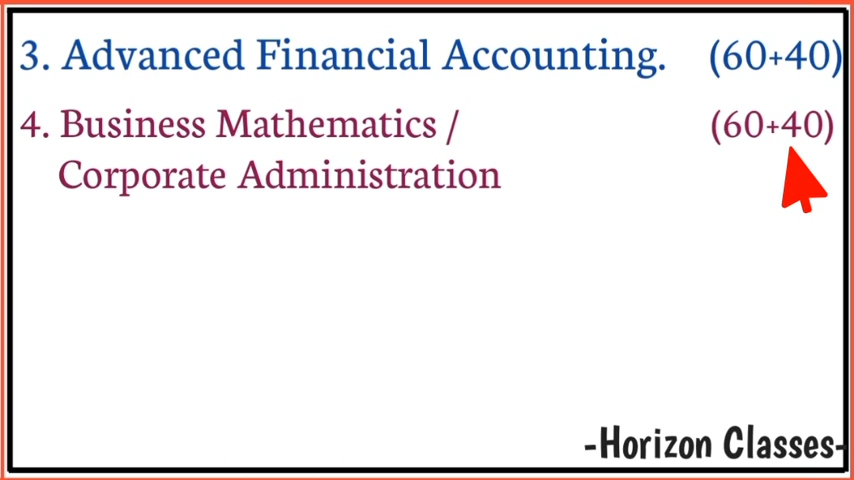 3. Advanced Financial Accounting. (60+40)
4. Business Mathematics / (60+40)
Corporate Administration
-Horizon Classes-